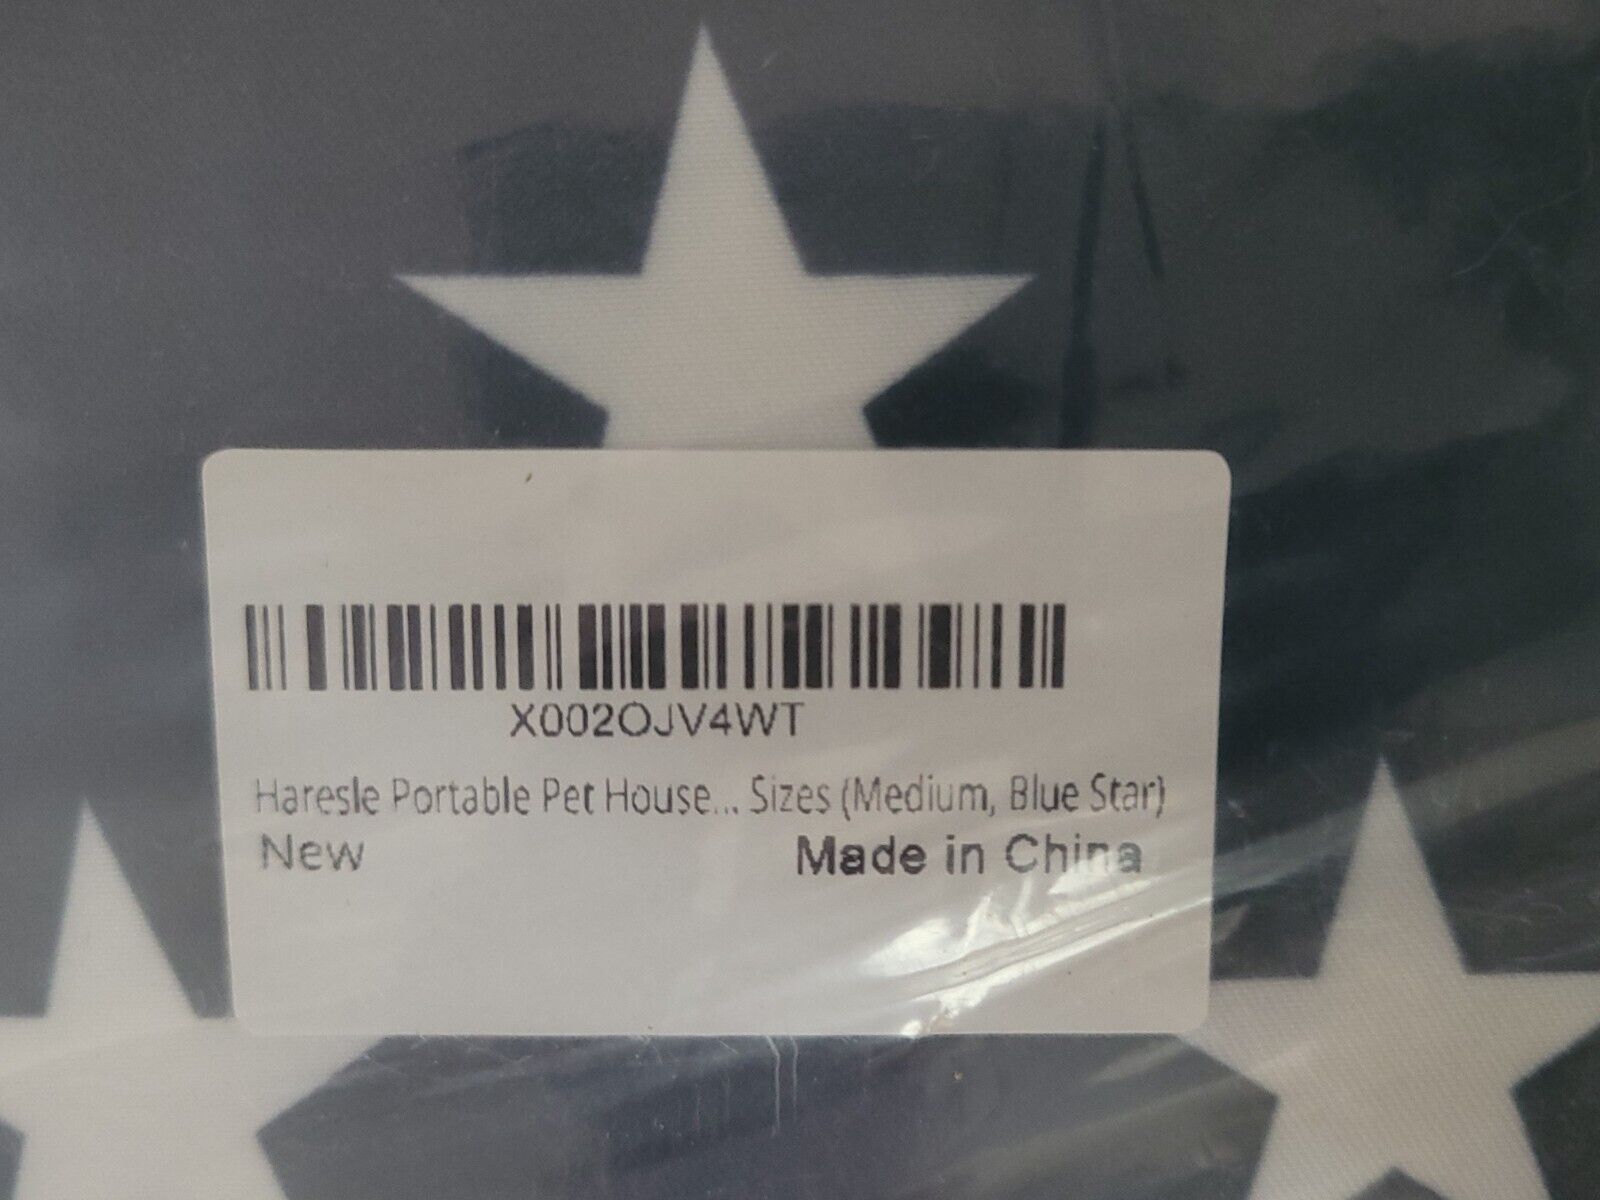 X002OJV4WT
Haresle Portable Pet House... Sizes (Medium, Blue Star)
New
Made in China